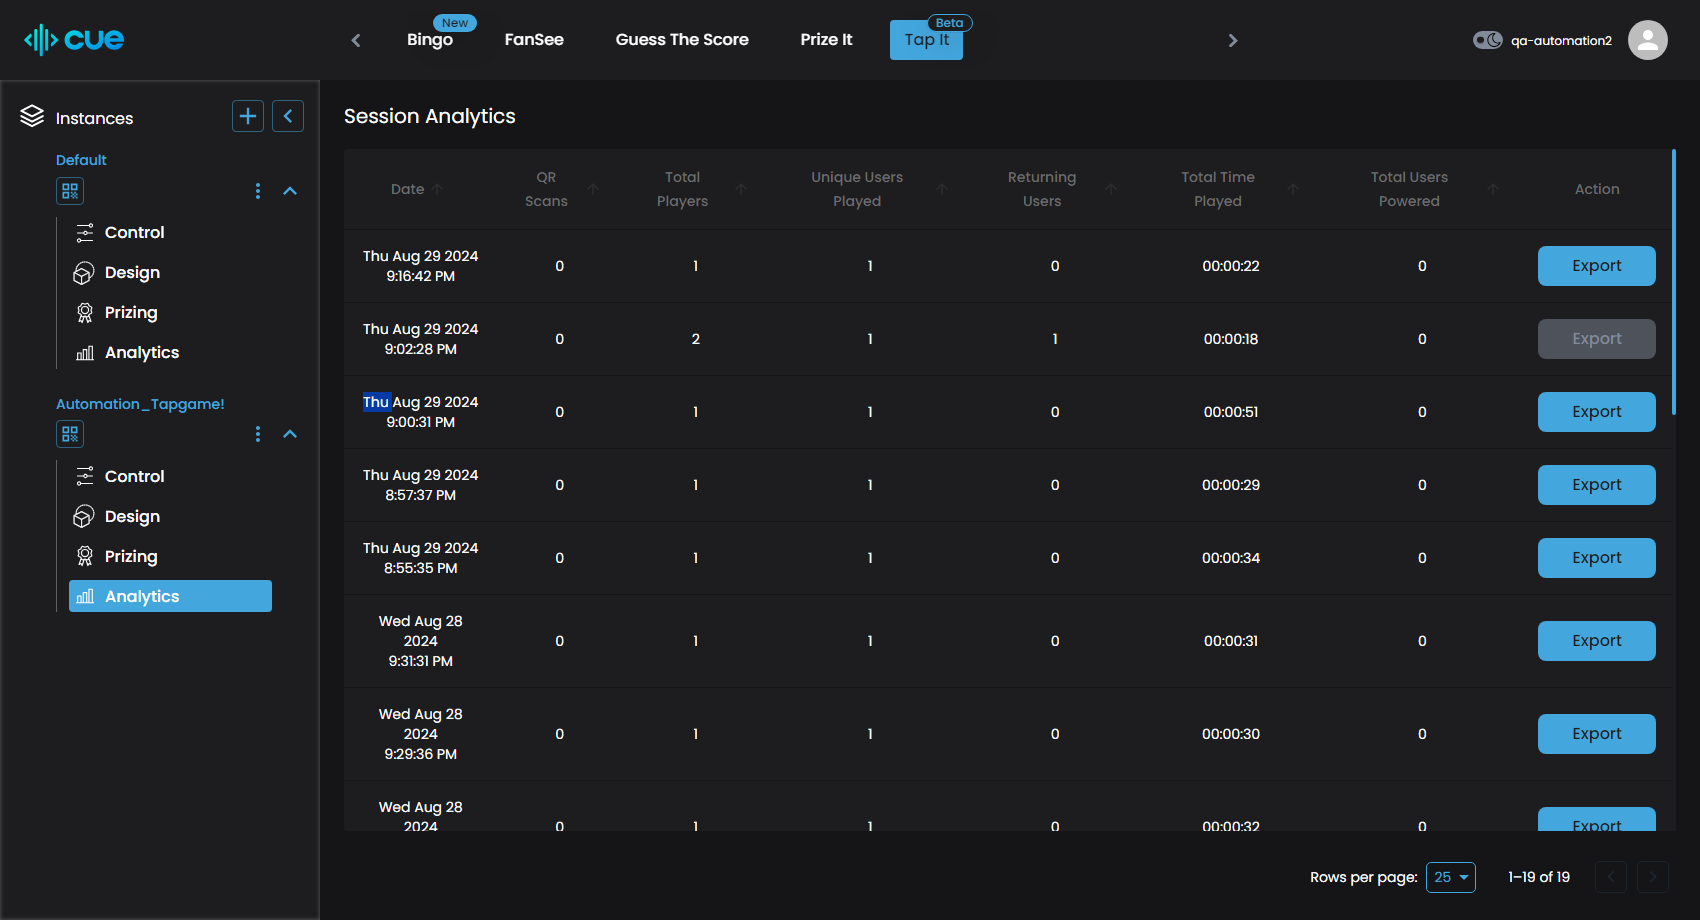 cue
New
Bingo
FanSee
Guess The Score
Prize It
Beta
Tap It
qa-automation2
Instances
Default
Control
Design
Prizing
Analytics
Automation_Tapgame!
Control
Design
Prizing
Analytics
Session Analytics
Date QR Scans Total Players Unique Users Played Returning Users Total Time Played Total Users Powered Action
Thu Aug 29 2024
9:16:42 PM 0 1 1 0 00:00:22 0 Export
Thu Aug 29 2024
9:02:28 PM 0 2 1 1 00:00:18 0 Export
Thu Aug 29 2024
9:00:31 PM 0 1 1 0 00:00:51 0 Export
Thu Aug 29 2024
8:57:37 PM 0 1 1 0 00:00:29 0 Export
Thu Aug 29 2024
8:55:35 PM 0 1 1 0 00:00:34 0 Export
Wed Aug 28
2024
9:31:31 PM 0 1 1 0 00:00:31 0 Export
Wed Aug 28
2024
9:29:36 PM 0 1 1 0 00:00:30 0 Export
Wed Aug 28
2024 0 1 1 0 00:00:32 0 Export
Rows per page: 25 1–19 of 19